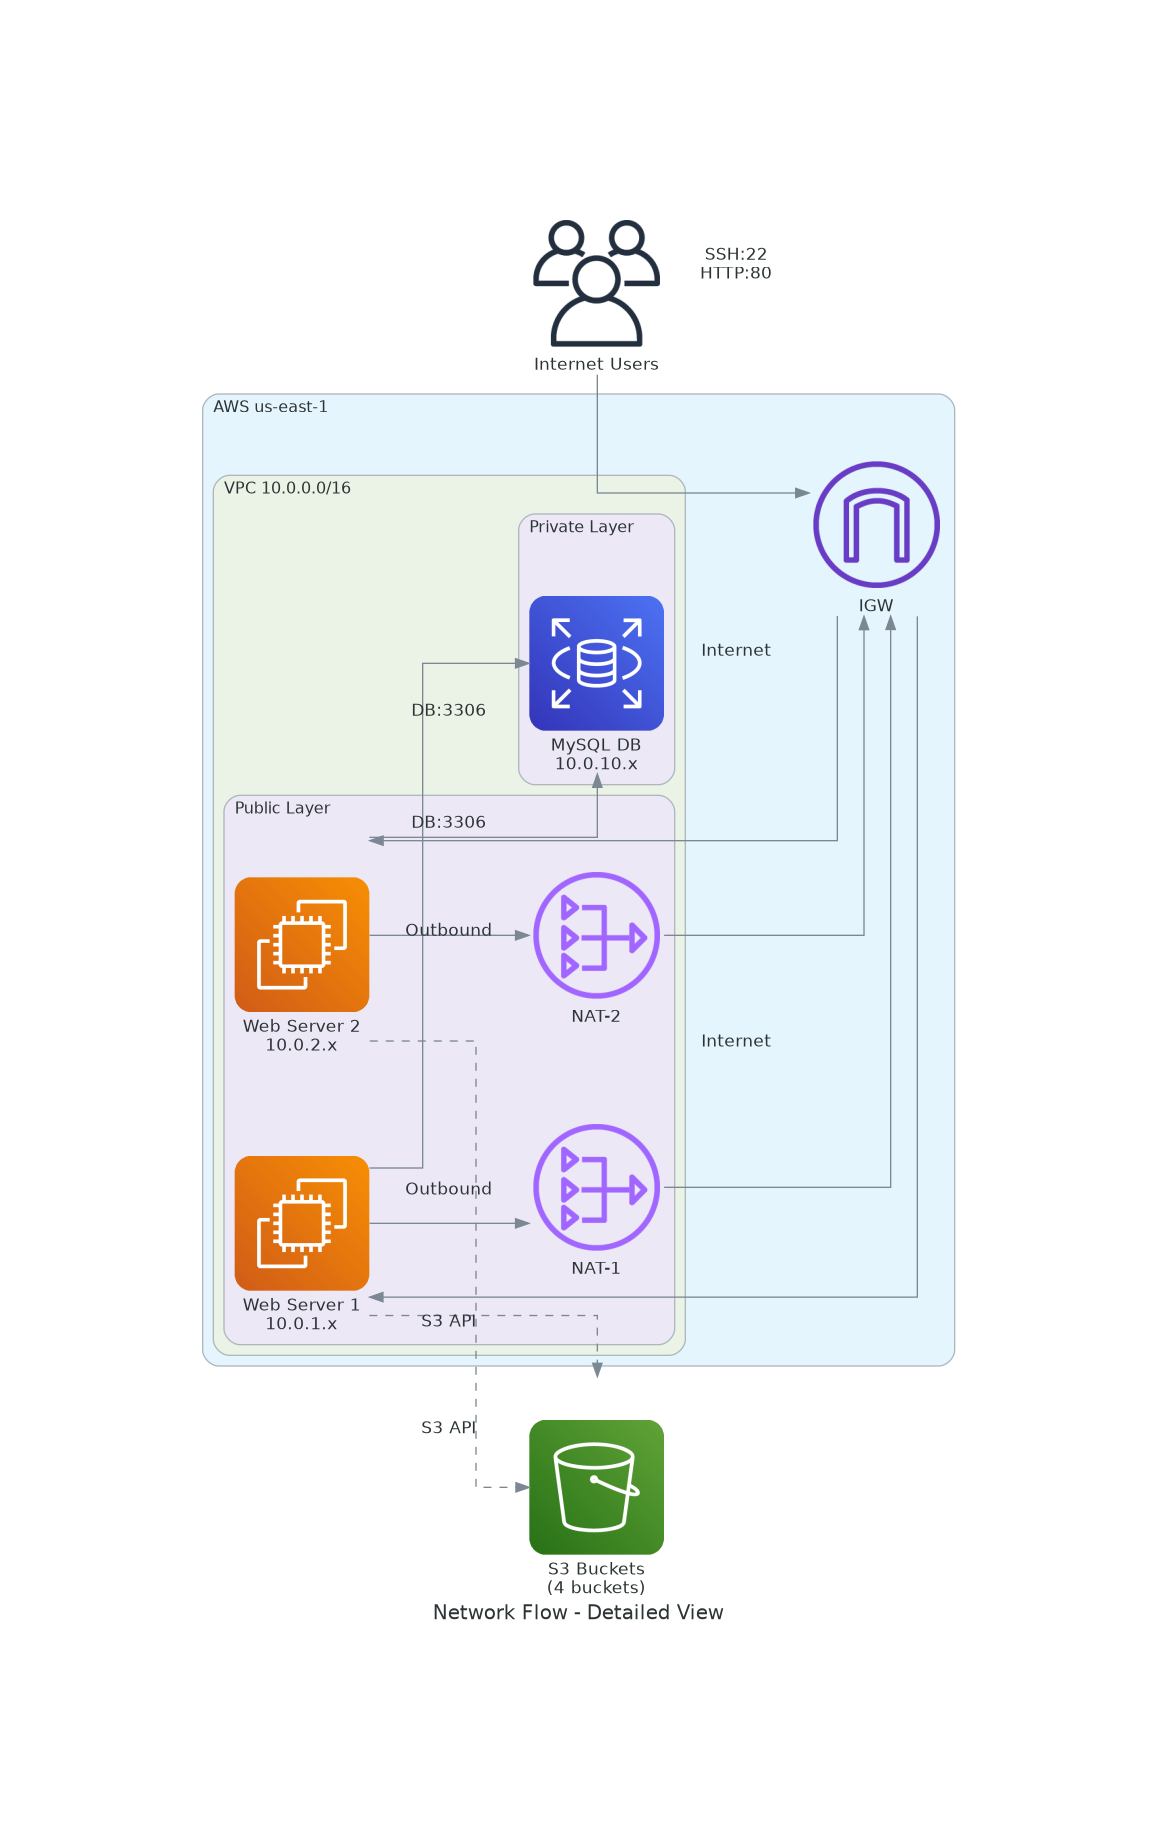 SSH:22
HTTP:80
Internet Users
AWS us-east-1
VPC 10.0.0.0/16
Private Layer
IGW
Internet
DB:3306
MySQL DB
10.0.10.x
Public Layer
DB:3306
Outbound
NAT-2
Web Server 2
10.0.2.x
Internet
Outbound
NAT-1
Web Server 1
10.0.1.x
S3 API
S3 API
S3 Buckets
(4 buckets)
Network Flow - Detailed View